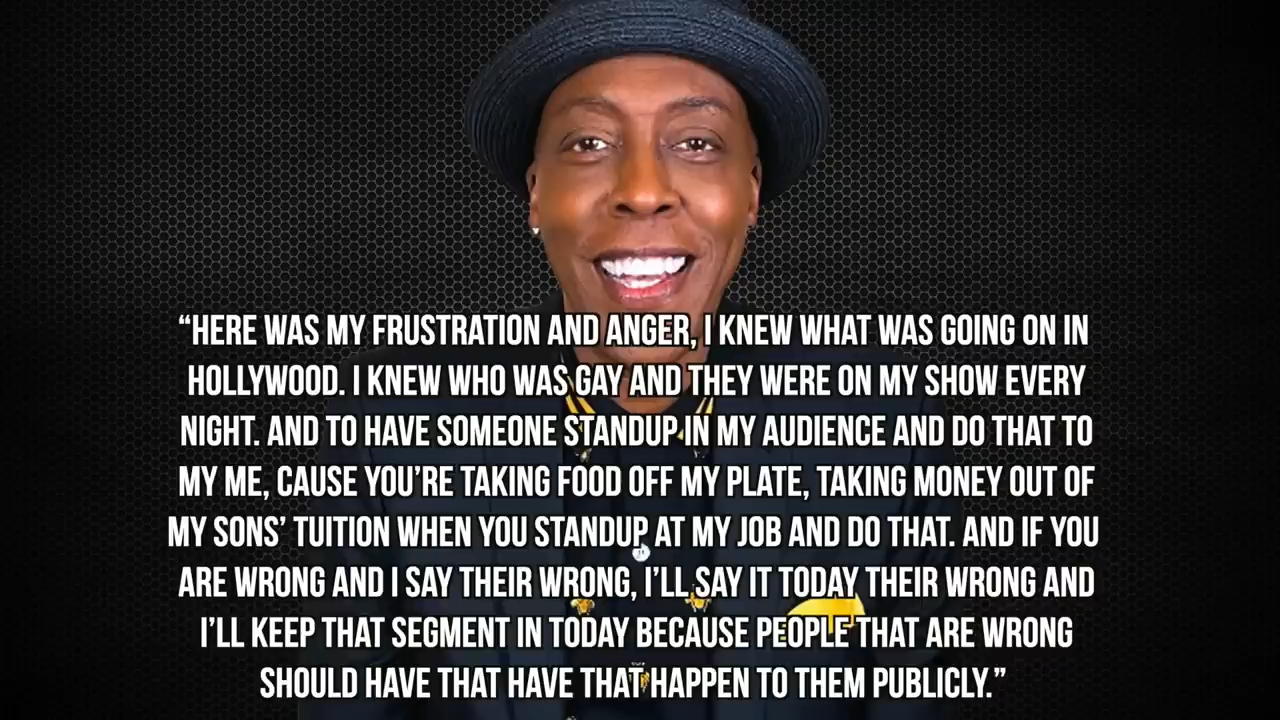 “HERE WAS MY FRUSTRATION AND ANGER, I KNEW WHAT WAS GOING ON IN
HOLLYWOOD. I KNEW WHO WAS GAY AND THEY WERE ON MY SHOW EVERY
NIGHT. AND TO HAVE SOMEONE STANDUP IN MY AUDIENCE AND DO THAT TO
MY ME, CAUSE YOU’RE TAKING FOOD OFF MY PLATE, TAKING MONEY OUT OF
MY SONS’ TUITION WHEN YOU STANDUP AT MY JOB AND DO THAT. AND IF YOU
ARE WRONG AND I SAY THEIR WRONG, I’LL SAY IT TODAY THEIR WRONG AND
I’LL KEEP THAT SEGMENT IN TODAY BECAUSE PEOPLE THAT ARE WRONG
SHOULD HAVE THAT HAVE THAT HAPPEN TO THEM PUBLICLY.”